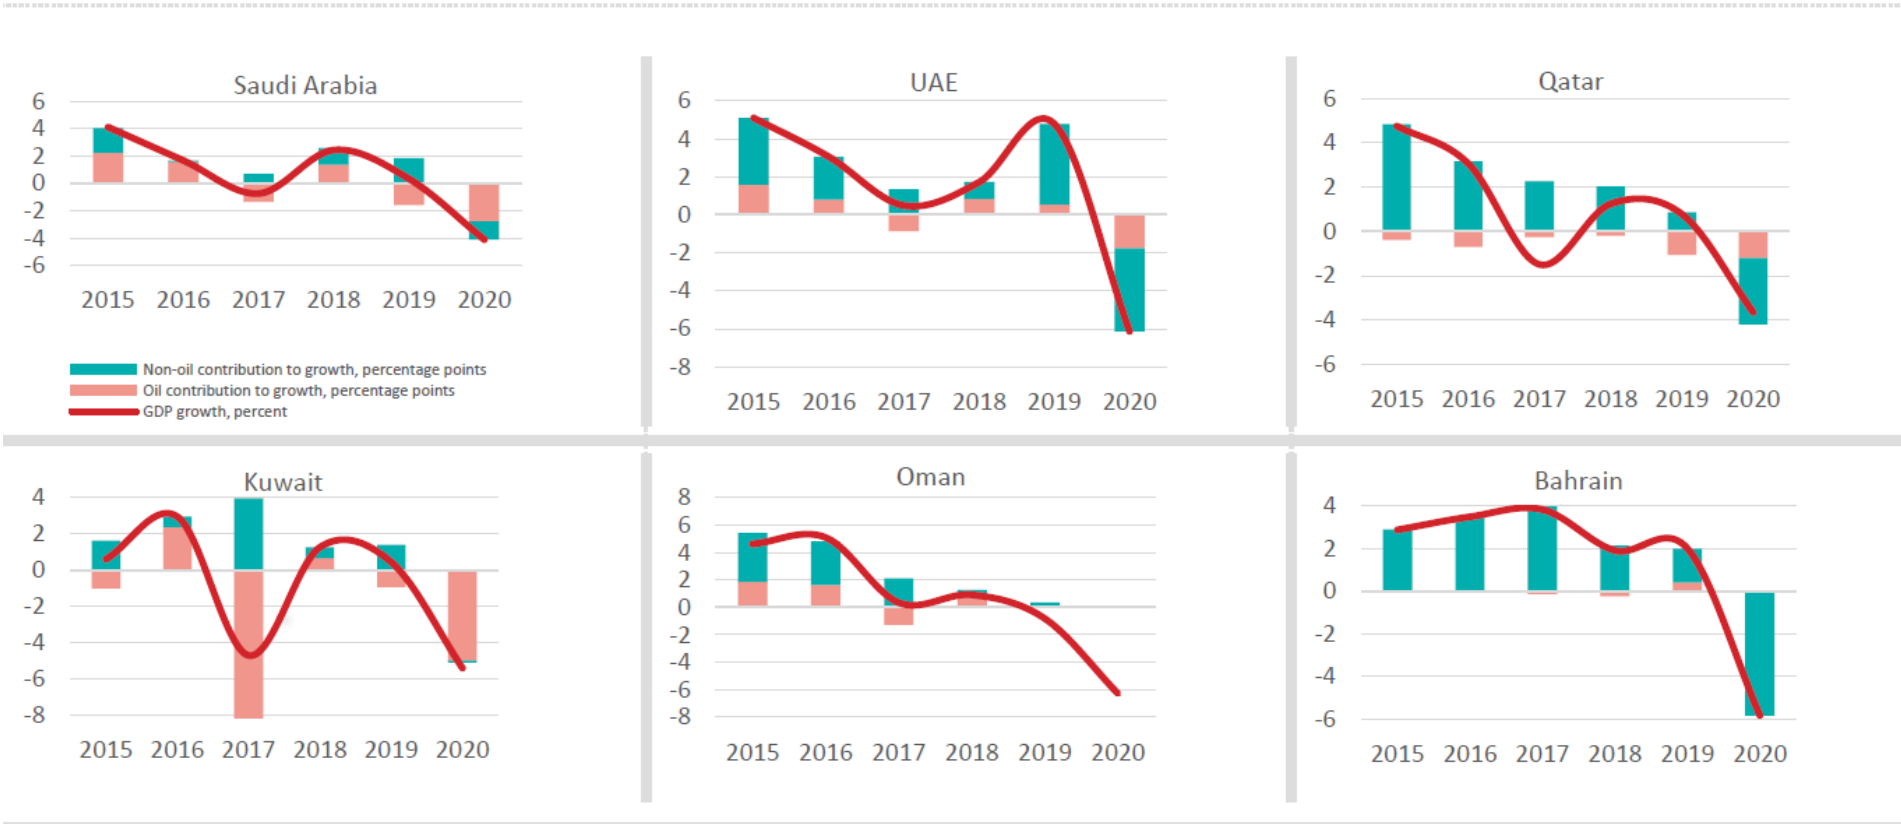 Saudi Arabia
6
4
2
0
-2
-4
-6
2015 2016 2017 2018 2019 2020
Non-oil contribution to growth, percentage points
Oil contribution to growth, percentage points
GDP growth, percent
UAE
6
4
2
0
-2
-4
-6
-8
2015 2016 2017 2018 2019 2020
Qatar
6
4
2
0
-2
-4
-6
2015 2016 2017 2018 2019 2020
Kuwait
4
2
0
-2
-4
-6
-8
2015 2016 2017 2018 2019 2020
Oman
8
6
4
2
0
-2
-4
-6
-8
2015 2016 2017 2018 2019 2020
Bahrain
4
2
0
-2
-4
-6
2015 2016 2017 2018 2019 2020